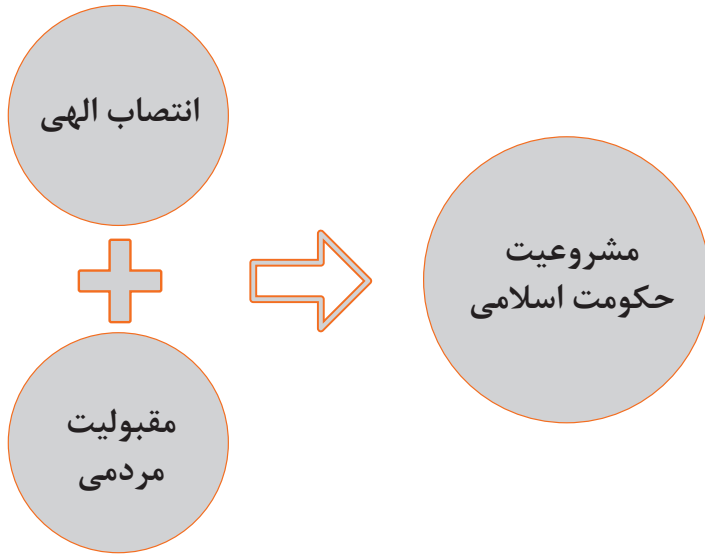 انتصاب الهی
مقبولیت
مردمی
مشروعیت
حکومت اسلامی